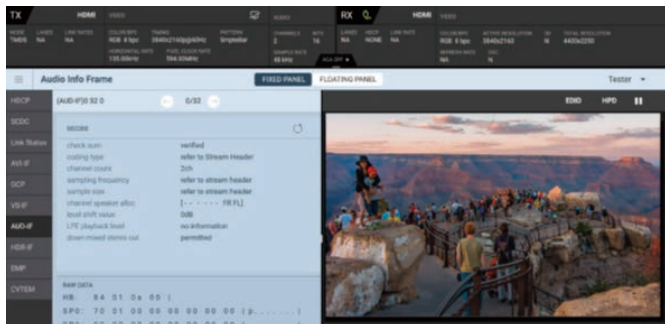 TX HDMI VIDEO AUDIO RX HDMI VIDEO
MODE LANES LINK RATES COLOR/BPC TIMING PATTERN CHANNELS BITS LANES HDCP LINK RATE COLOR/BPC ACTIVE RESOLUTION TOTAL RESOLUTION
TMDS NA NA RGB 8 bpc SimpleBar 2 16 NA NONE NA RGB 8 bpc 3840x2160 4400x2250
HORIZONTAL RATE PIXEL CLOCK RATE SAMPLE RATE REFRESH RATE
135.00kHz 594.00MHz 48 kHz NA
Audio Info Frame FIXED PANEL FLOATING PANEL Tester
HDCP
SCDC
Link Status
AVI-IF
GCP
VS-IF
AUD-IF
HDR-IF
EMP
CVTEM
[AUD-IF]0 32 0 0/32
RECORD
check sum verified
coding type refer to Stream Header
channel count 2ch
sampling frequency refer to stream header
sample size refer to stream header
channel speaker alloc [- - - - - - FR FL]
level shift value 0dB
LFE playback level no information
down mixed stereo out permitted
RAW DATA
HB: 84 01 0a 00 |
SP0: 70 01 00 00 00 00 00 00 |p.......|
EDID HPD